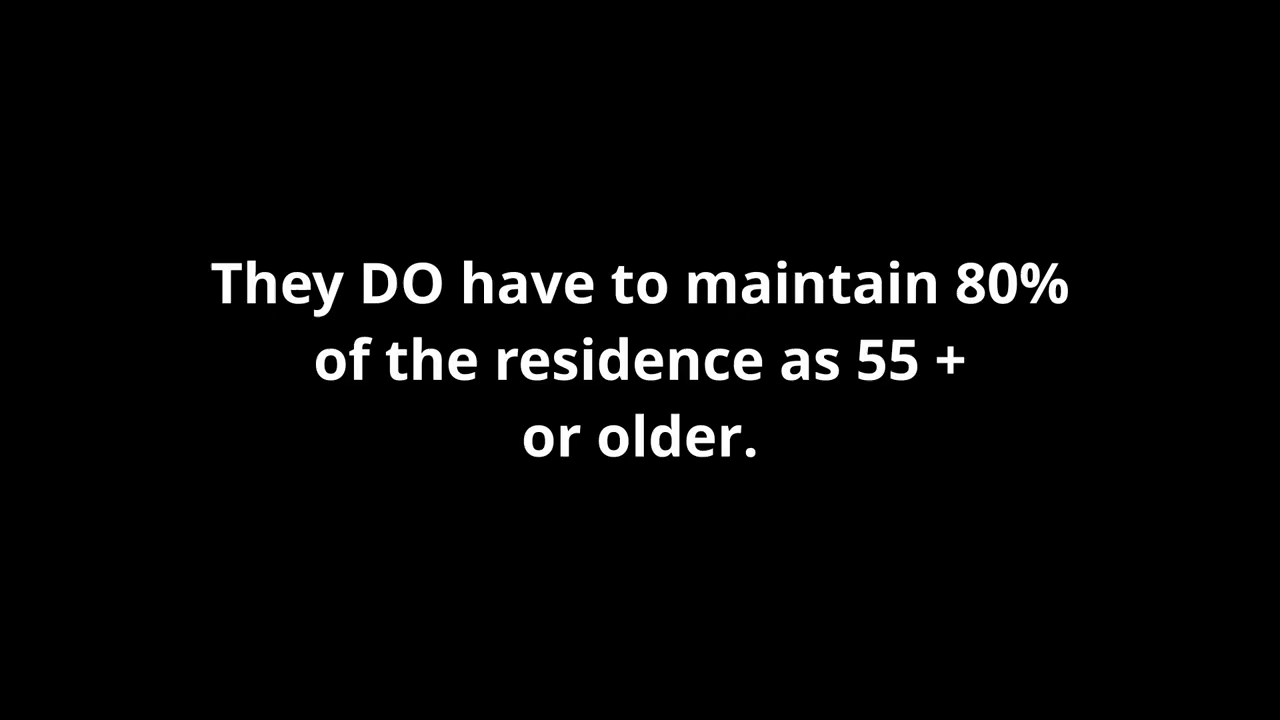 They DO have to maintain 80%
of the residence as 55 +
or older.